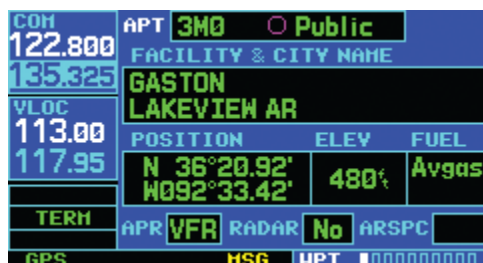 COM
122.800
135.325
VLOC
113.00
117.95
TERM
GPS
APT 3M0 Public
FACILITY & CITY NAME
GASTON
LAKEVIEW AR
POSITION ELEV FUEL
N 36°20.92'
W092°33.42'
480ft
Avgas
APR VFR RADAR No ARSPC
MSG WPT